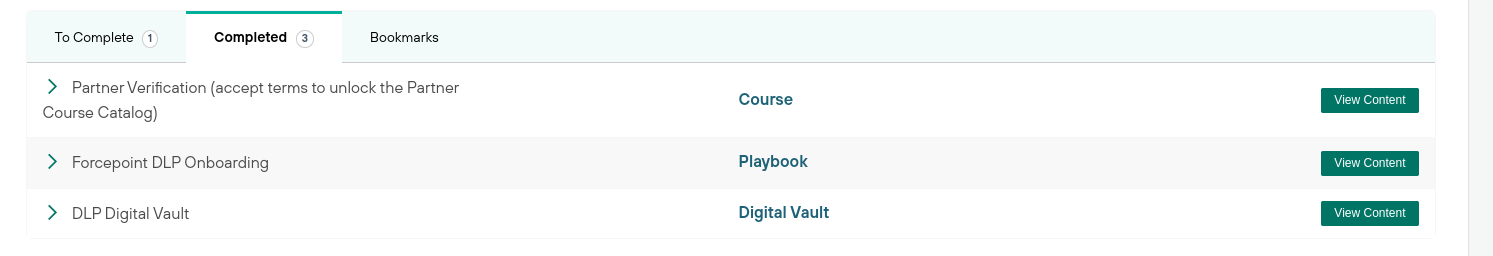 To Complete 1 Completed 3 Bookmarks
Partner Verification (accept terms to unlock the Partner
Course Catalog)
Course
View Content
Forcepoint DLP Onboarding
Playbook
View Content
DLP Digital Vault
Digital Vault
View Content